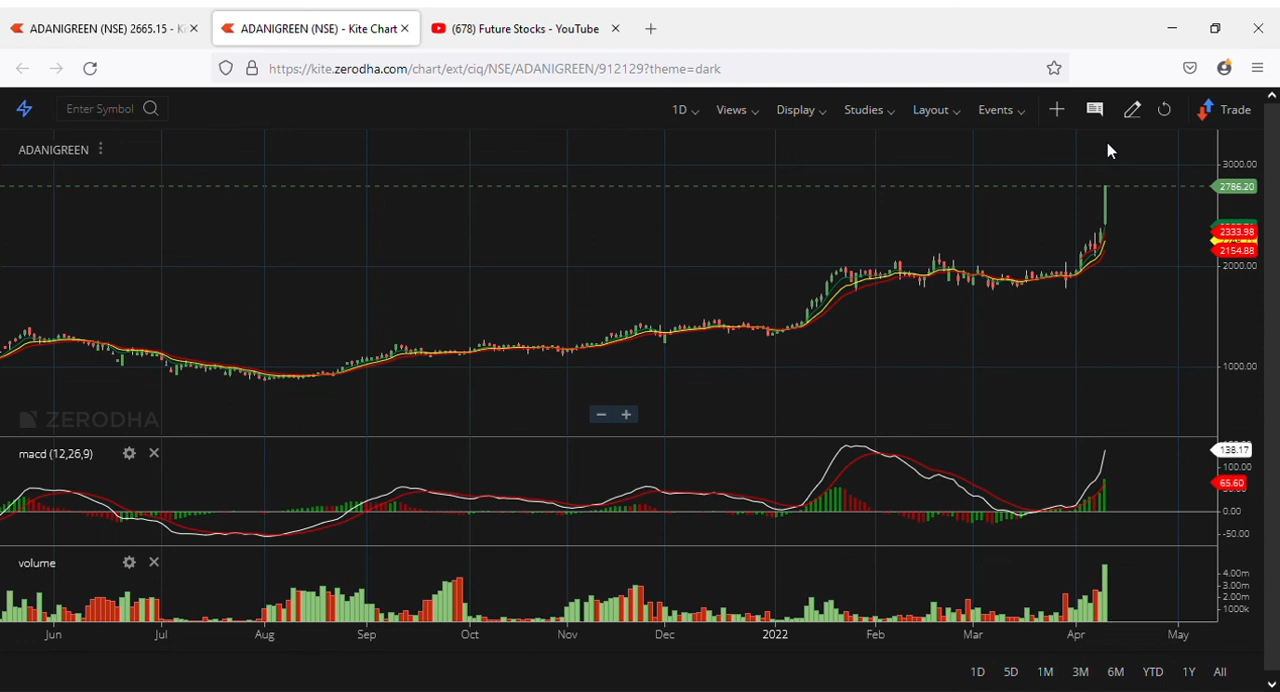 ADANIGREEN (NSE) 2665.15 - Ki
ADANIGREEN (NSE) - Kite Chart
(678) Future Stocks - YouTube
https://kite.zerodha.com/chart/ext/ciq/NSE/ADANIGREEN/912129?theme=dark
Enter Symbol
1D Views Display Studies Layout Events Trade
ADANIGREEN
3000.00
2786.20
2333.98
2154.88
2000.00
1000.00
ZERODHA
macd (12,26,9)
138.17
100.00
65.60
0.00
-50.00
volume
4.00m
3.00m
2.00m
1000k
Jun Jul Aug Sep Oct Nov Dec 2022 Feb Mar Apr May
1D 5D 1M 3M 6M YTD 1Y All